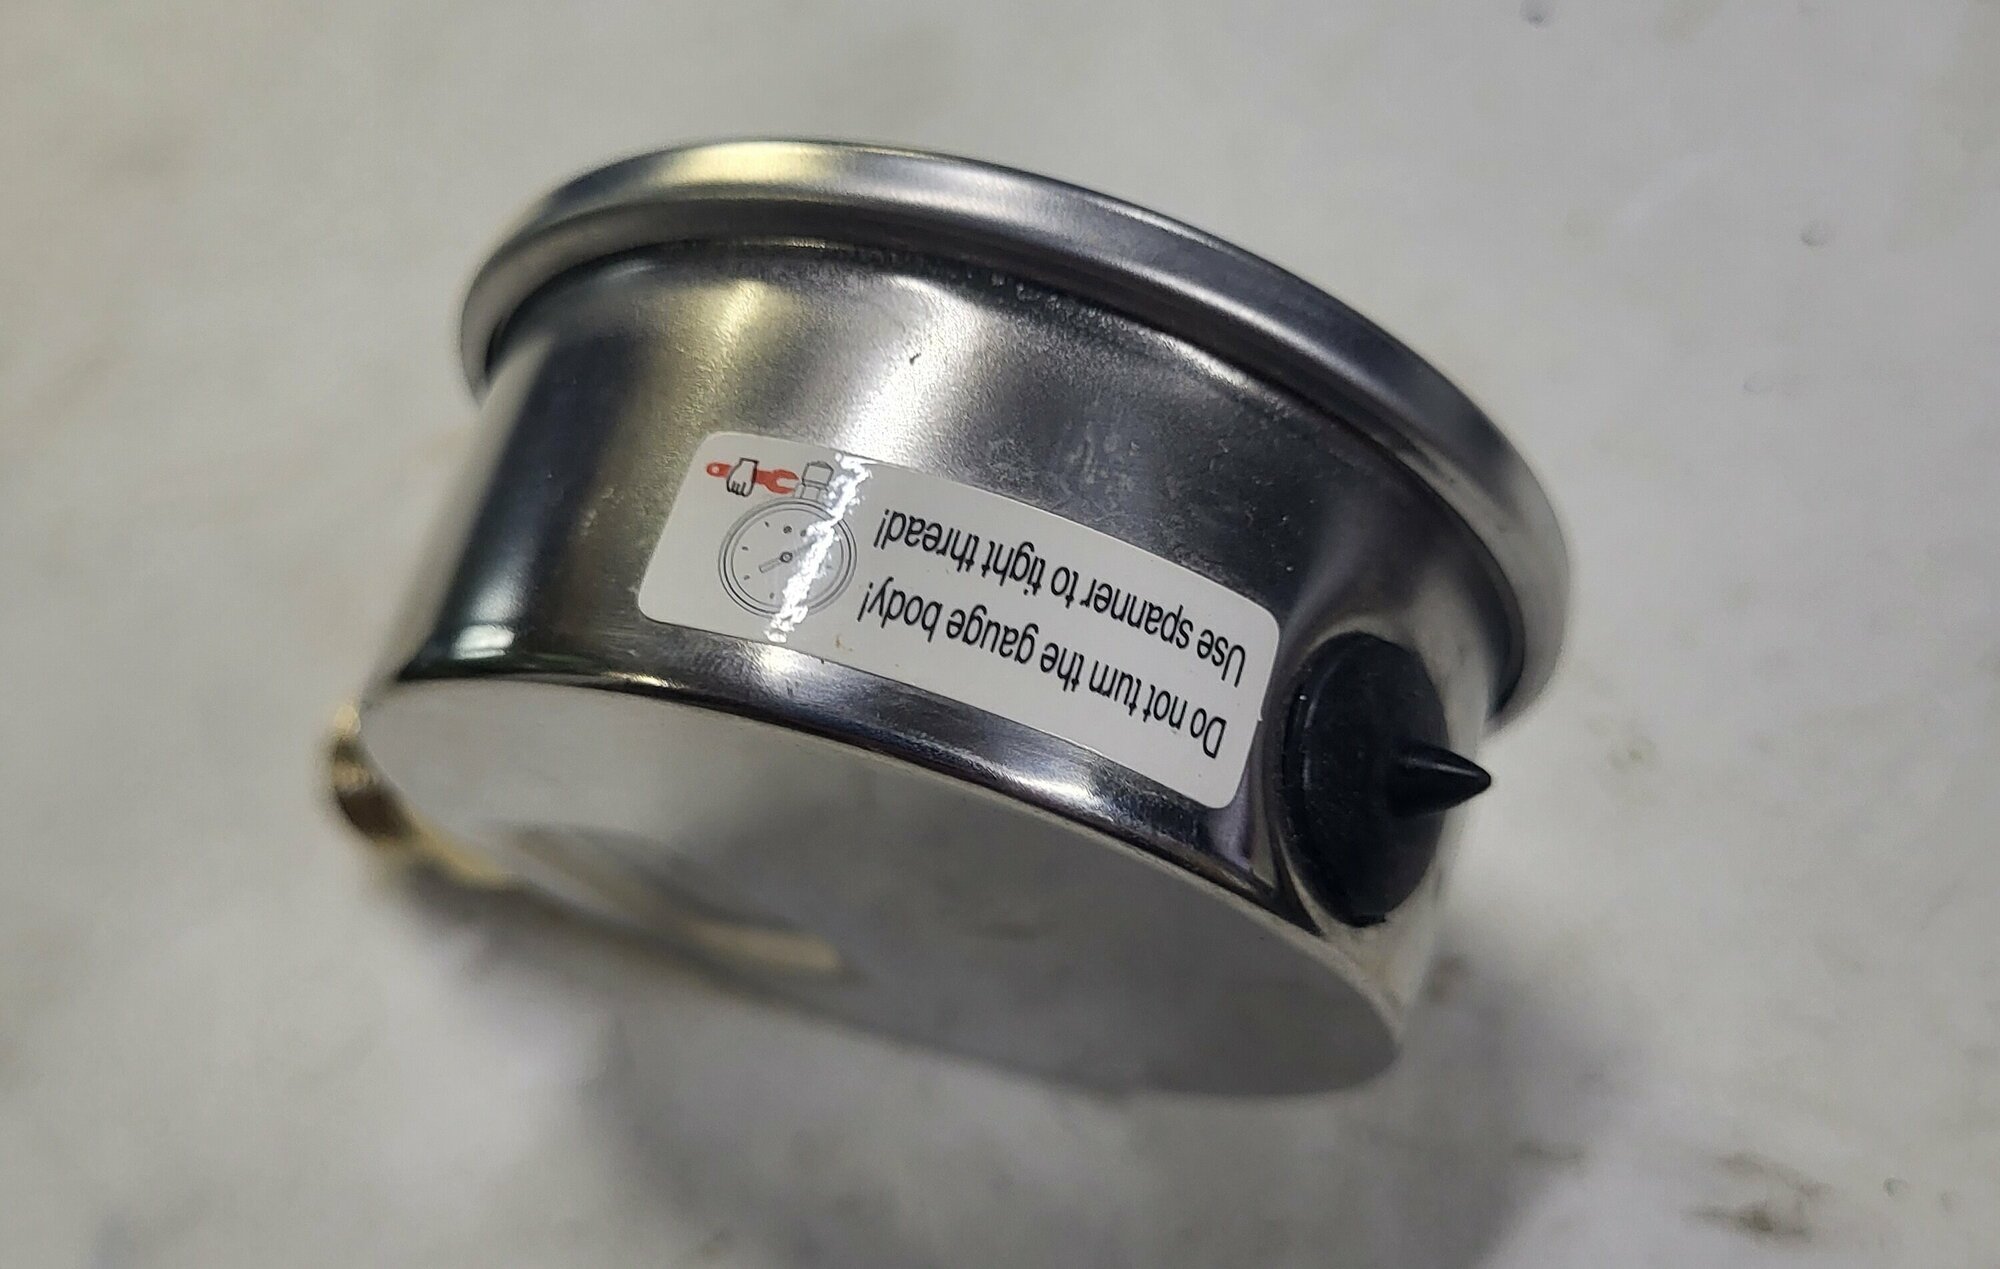 Do not turn the gauge body!
Use spanner to tight thread!